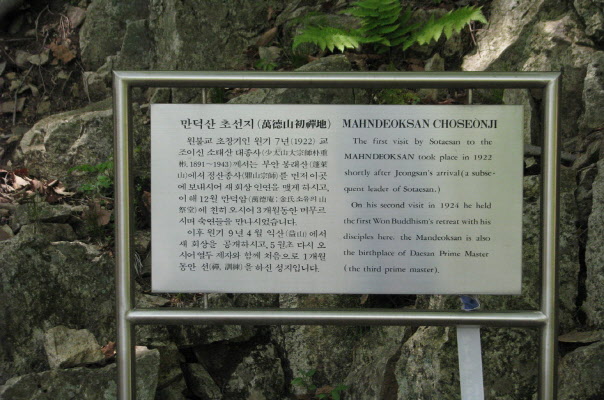 만덕산 초선지(萬德山初禪地)
원불교 초창기인 원기 7년(1922) 교
조이신 소태산 대종사(少太山大宗師朴重
彬, 1891~1943)께서는 부안 봉래산(蓬萊
山)에서 정산종사(鼎山宗師)를 먼저 이곳
에 보내시어 새 회상 인연을 맺게 하시고,
이 해 12월 만덕암(萬德庵; 金氏소유의 山
祭堂)에 친히 오시어 3개월동안 머무르
시며 숙연들을 만나시었습니다.
이후 원기 9년 4월 익산(益山)에서
새 회상을 공개하시고, 5월초 다시 오
시어 열두 제자와 함께 처음으로 1개월
동안 선(禪, 訓練)을 하신 성지입니다.
MAHNDEOKSAN CHOSEONJI
The first visit by Sotaesan to the
MAHNDEOKSAN took place in 1922
shortly after Jeongsan's arrival(a subse-
quent leader of Sotaesan.)
On his second visit in 1924 he held
the first Won Buddhism's retreat with his
disciples here. the Mandeoksan is also
the birthplace of Daesan Prime Master
(the third prime master).